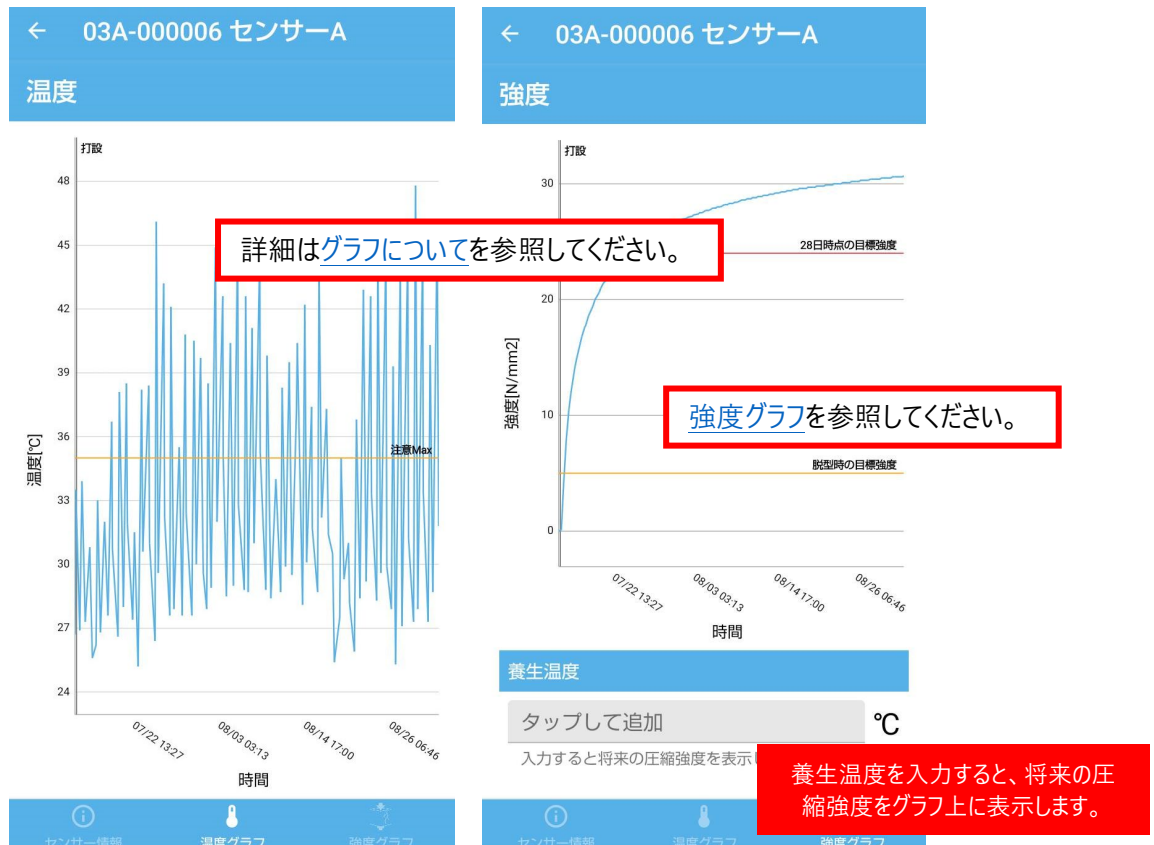 ← 03A-000006 センサーA
温度
打設
48
45
42
39
36
33
30
27
24
温度[℃]
注意Max
07/22 13:27
08/03 03:13
08/14 17:00
08/26 06:46
時間
センサー情報
温度グラフ
強度グラフ
詳細はグラフについてを参照してください。
← 03A-000006 センサーA
強度
打設
30
20
10
0
強度[N/mm2]
28日時点の目標強度
強度グラフを参照してください。
脱型時の目標強度
07/22 13:27
08/03 03:13
08/14 17:00
08/26 06:46
時間
養生温度
タップして追加
℃
入力すると将来の圧縮強度を表示
養生温度を入力すると、将来の圧
縮強度をグラフ上に表示します。
センサー情報
温度グラフ
強度グラフ